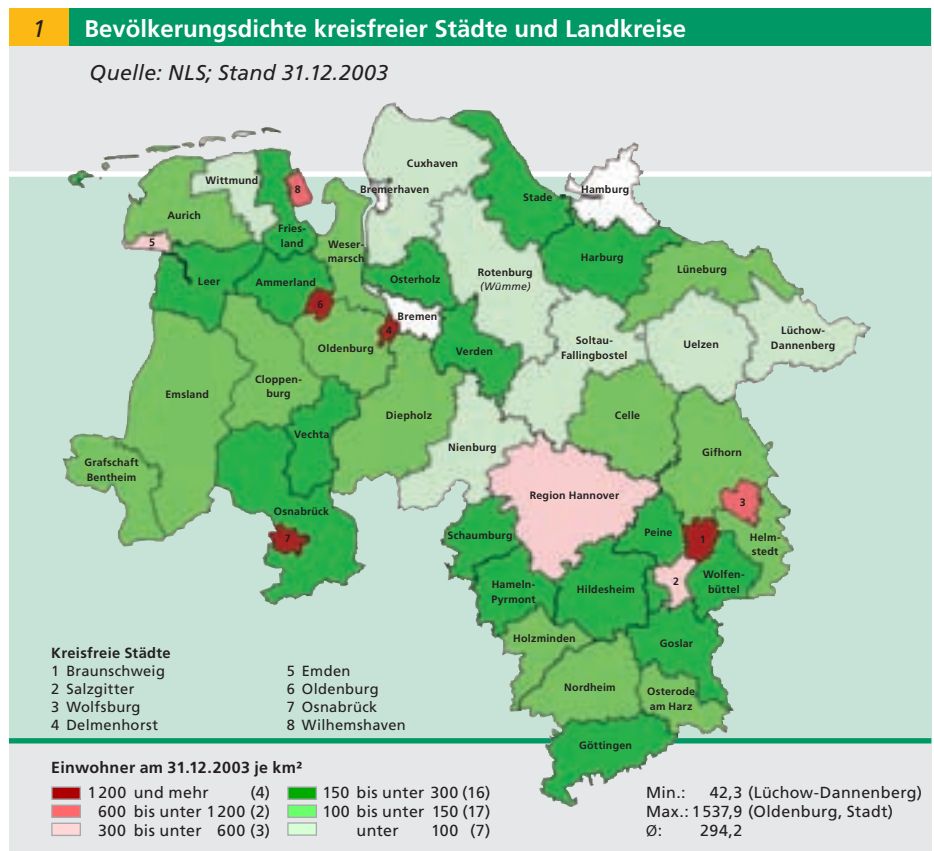 1 Bevölkerungsdichte kreisfreier Städte und Landkreise
Quelle: NLS; Stand 31.12.2003
Cuxhaven
Wittmund
8
Bremerhaven
Hamburg
Stade
Aurich
5
Fries-
land
Weser-
marsch
Harburg
Lüneburg
Leer
Ammerland
Osterholz
Rotenburg
(Wümme)
6
Bremen
4
Oldenburg
Verden
Soltau-
Fallingbostel
Uelzen
Lüchow-
Dannenberg
Emsland
Cloppen-
burg
Diepholz
Celle
Vechta
Nienburg
Gifhorn
Grafschaft
Bentheim
Region Hannover
3
Osnabrück
7
Schaumburg
Peine
1
Helm-
stedt
Hameln-
Pyrmont
Hildesheim
2
Wolfen-
büttel
Holzminden
Goslar
Nordheim
Osterode
am Harz
Göttingen
Kreisfreie Städte
1 Braunschweig
2 Salzgitter
3 Wolfsburg
4 Delmenhorst
5 Emden
6 Oldenburg
7 Osnabrück
8 Wilhemshaven
Einwohner am 31.12.2003 je km²
1200 und mehr (4)
600 bis unter 1200 (2)
300 bis unter 600 (3)
150 bis unter 300 (16)
100 bis unter 150 (17)
unter 100 (7)
Min.: 42,3 (Lüchow-Dannenberg)
Max.: 1537,9 (Oldenburg, Stadt)
Ø: 294,2